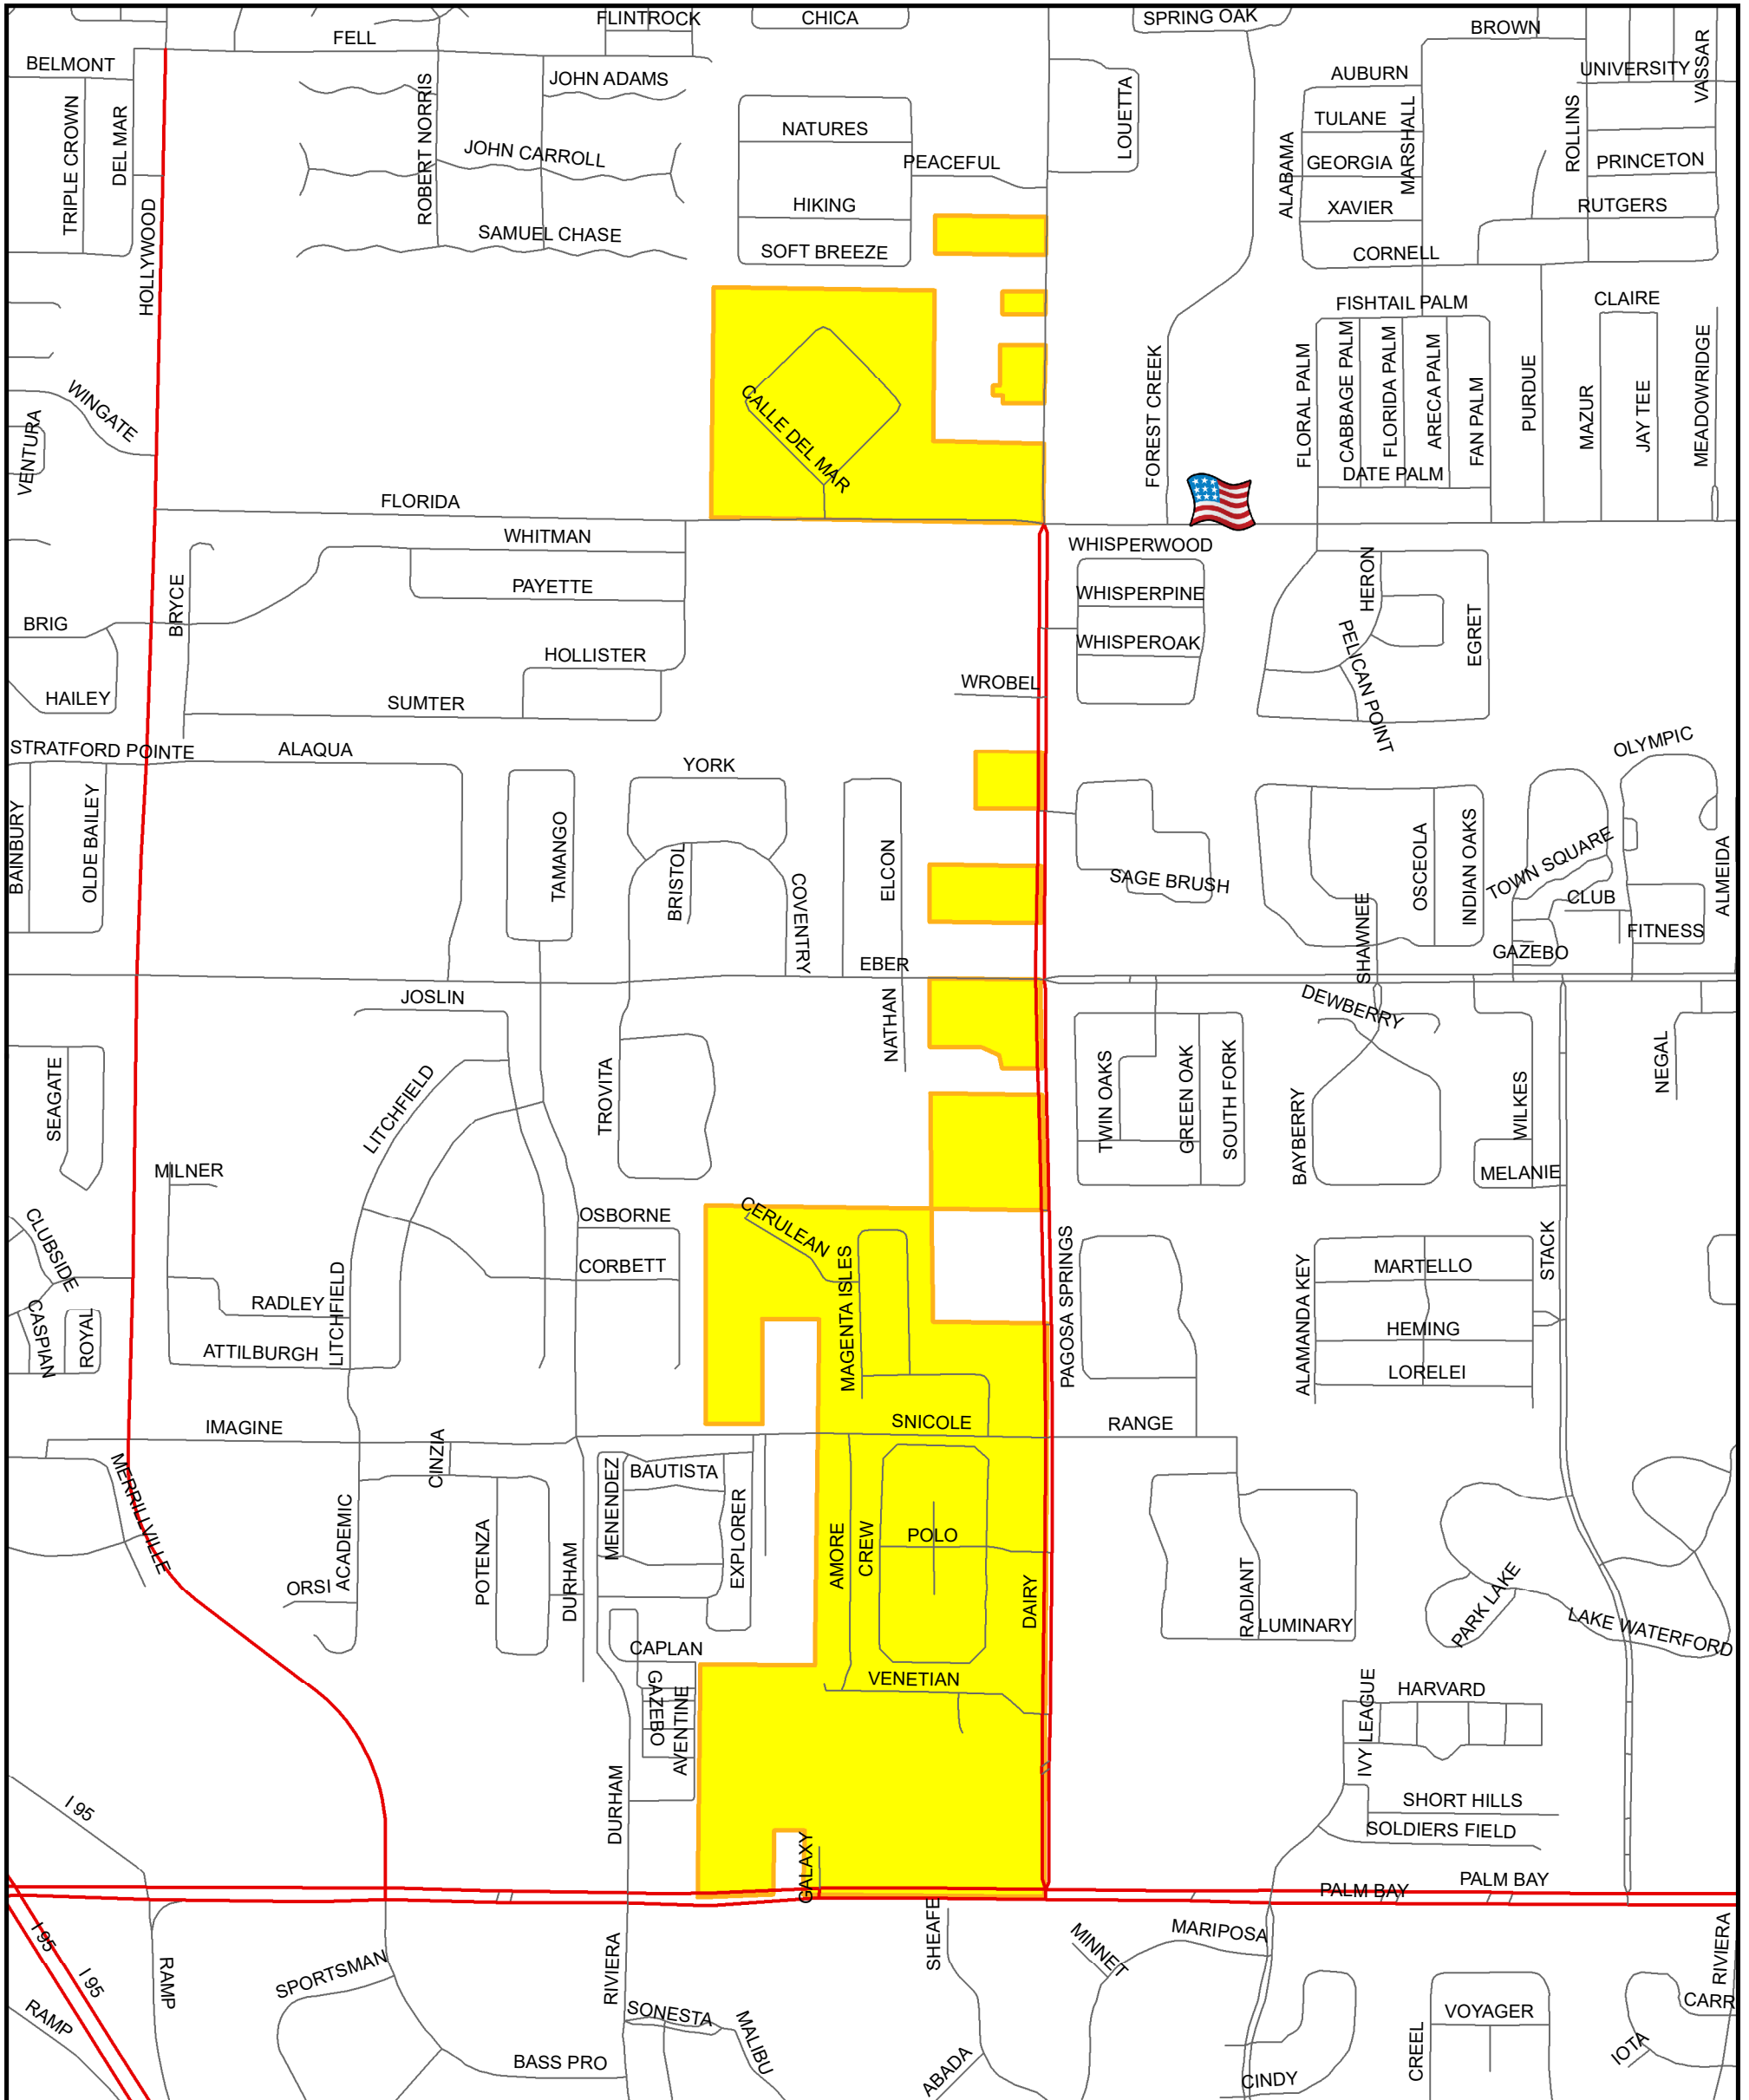 FLINTROCK
CHICA
SPRING OAK
BROWN
FELL
VASSAR
BELMONT
JOHN ADAMS
AUBURN
UNIVERSITY
LOUETTA
TRIPLE CROWN
DEL MAR
ROBERT NORRIS
NATURES
TULANE
MARSHALL
ROLLINS
JOHN CARROLL
PEACEFUL
ALABAMA
GEORGIA
PRINCETON
HIKING
XAVIER
RUTGERS
HOLLYWOOD
SAMUEL CHASE
SOFT BREEZE
CORNELL
FISHTAIL PALM
CLAIRE
WINGATE
VENTURA
CALLE DEL MAR
FOREST CREEK
FLORAL PALM
CABBAGE PALM
FLORIDA PALM
ARECA PALM
FAN PALM
PURDUE
MAZUR
JAY TEE
MEADOWRIDGE
DATE PALM
FLORIDA
WHITMAN
WHISPERWOOD
BRYCE
PAYETTE
WHISPERPINE
HERON
BRIG
WHISPEROAK
PELICAN POINT
EGRET
HOLLISTER
WROBEL
HAILEY
SUMTER
STRATFORD POINTE
ALAQUA
OLYMPIC
YORK
BAINBURY
OLDE BAILEY
TAMANGO
BRISTOL
COVENTRY
ELCON
SAGE BRUSH
OSCEOLA
INDIAN OAKS
TOWN SQUARE
ALMEIDA
CLUB
SHAWNEE
FITNESS
GAZEBO
EBER
JOSLIN
NATHAN
DEWBERRY
SEAGATE
LITCHFIELD
TROVITA
TWIN OAKS
GREEN OAK
SOUTH FORK
BAYBERRY
WILKES
NEGAL
MILNER
MELANIE
CLUBSIDE
OSBORNE
CERULEAN
STACK
CORBETT
MAGENTA ISLES
PAGOSA SPRINGS
ALAMANDA KEY
MARTELLO
RADLEY
LITCHFIELD
CASPIAN
ROYAL
HEMING
ATTILBURGH
LORELEI
IMAGINE
SNICOLE
RANGE
MERRILLVILLE
CINZIA
MENENDEZ
BAUTISTA
ACADEMIC
POTENZA
EXPLORER
AMORE
CREW
POLO
DURHAM
DAIRY
RADIANT
PARK LAKE
ORSI
LUMINARY
LAKE WATERFORD
CAPLAN
GAZEBO
AVENTINE
VENETIAN
IVY LEAGUE
HARVARD
I 95
DURHAM
SHORT HILLS
SOLDIERS FIELD
GALAXY
PALM BAY
PALM BAY
I 95
I 95
RAMP
RAMP
SPORTSMAN
RIVIERA
SHEAFE
MINNET
MARIPOSA
RIVIERA
SONESTA
MALIBU
VOYAGER
CARR
BASS PRO
ABADA
CINDY
CREEL
IOTA